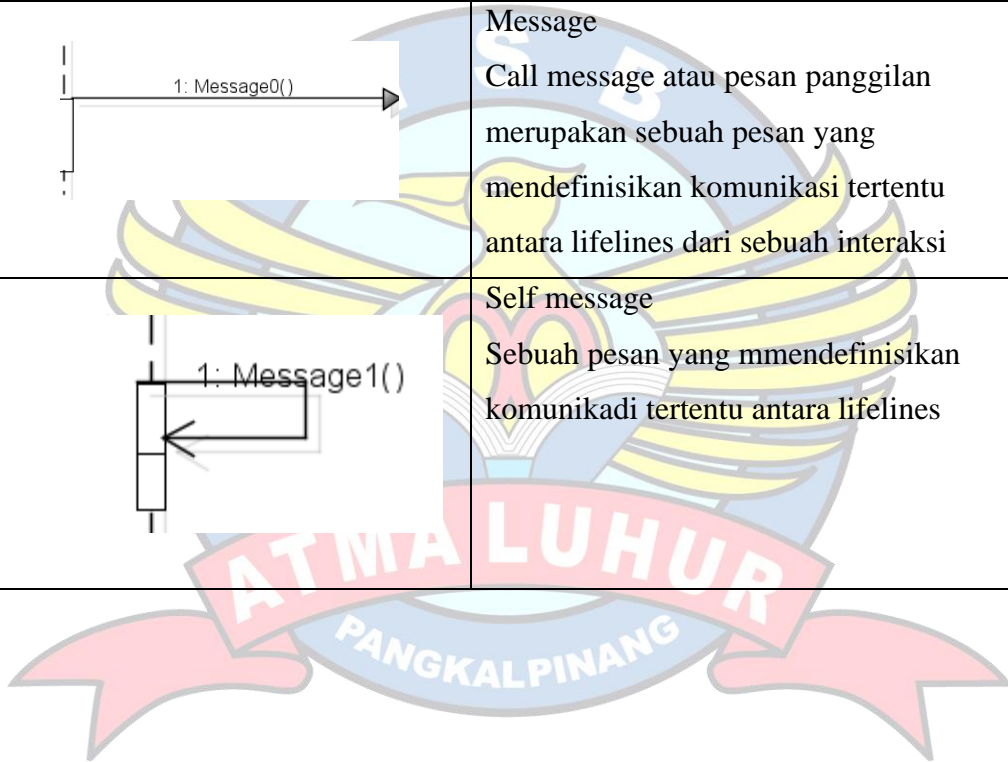 Message
1: Message0()
Call message atau pesan panggilan
merupakan sebuah pesan yang
mendefinisikan komunikasi tertentu
antara lifelines dari sebuah interaksi
Self message
1: Message1()
Sebuah pesan yang mmendefinisikan
komunikadi tertentu antara lifelines
I S B
ATMA LUHUR
PANGKALPINANG